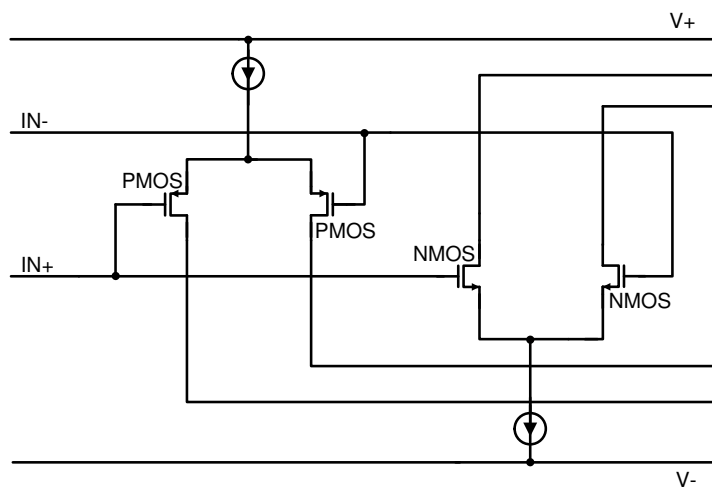 V+
IN-
PMOS
PMOS
NMOS
IN+
NMOS
V-